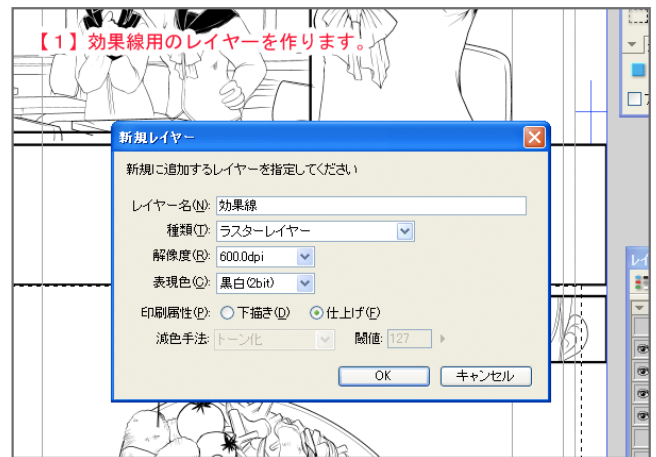 【1】効果線用のレイヤーを作ります。
新規レイヤー
新規に追加するレイヤーを指定してください
レイヤー名(N): 効果線
種類(T): ラスターレイヤー
解像度(R): 600.0dpi
表現色(C): 黒白(2bit)
印刷属性(P): 下描き(D) 仕上げ(F)
減色手法: トーン化 閾値: 127
OK キャンセル